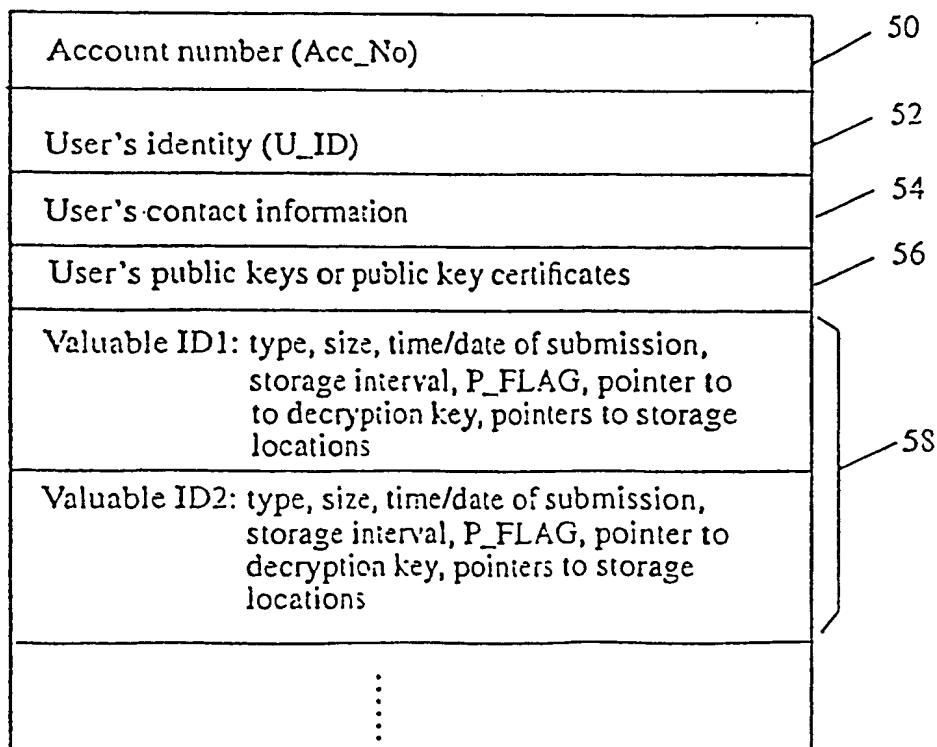 Account number (Acc_No)
50
User's identity (U_ID)
52
User's contact information
54
User's public keys or public key certificates
56
Valuable ID1: type, size, time/date of submission,
storage interval, P_FLAG, pointer to
to decryption key, pointers to storage
locations
58
Valuable ID2: type, size, time/date of submission,
storage interval, P_FLAG, pointer to
decryption key, pointers to storage
locations